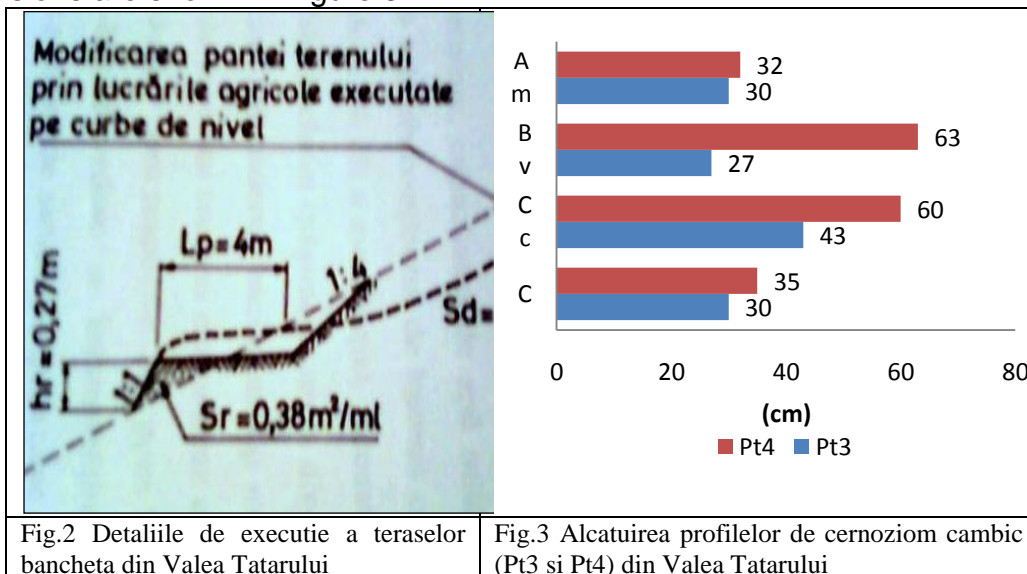 Modificarea pantei terenului
prin lucrările agricole executate
pe curbe de nivel
Lp=4m
1:4
hr=0,27m
1:1
Sd=
Sr=0,38m²/ml
A
m
32
30
B
v
63
27
C
c
60
43
C
35
30
0 20 40 60 80
(cm)
Pt4 Pt3
Fig.2 Detaliile de executie a teraselor
bancheta din Valea Tatarului
Fig.3 Alcatuirea profilelor de cernoziom cambic
(Pt3 si Pt4) din Valea Tatarului